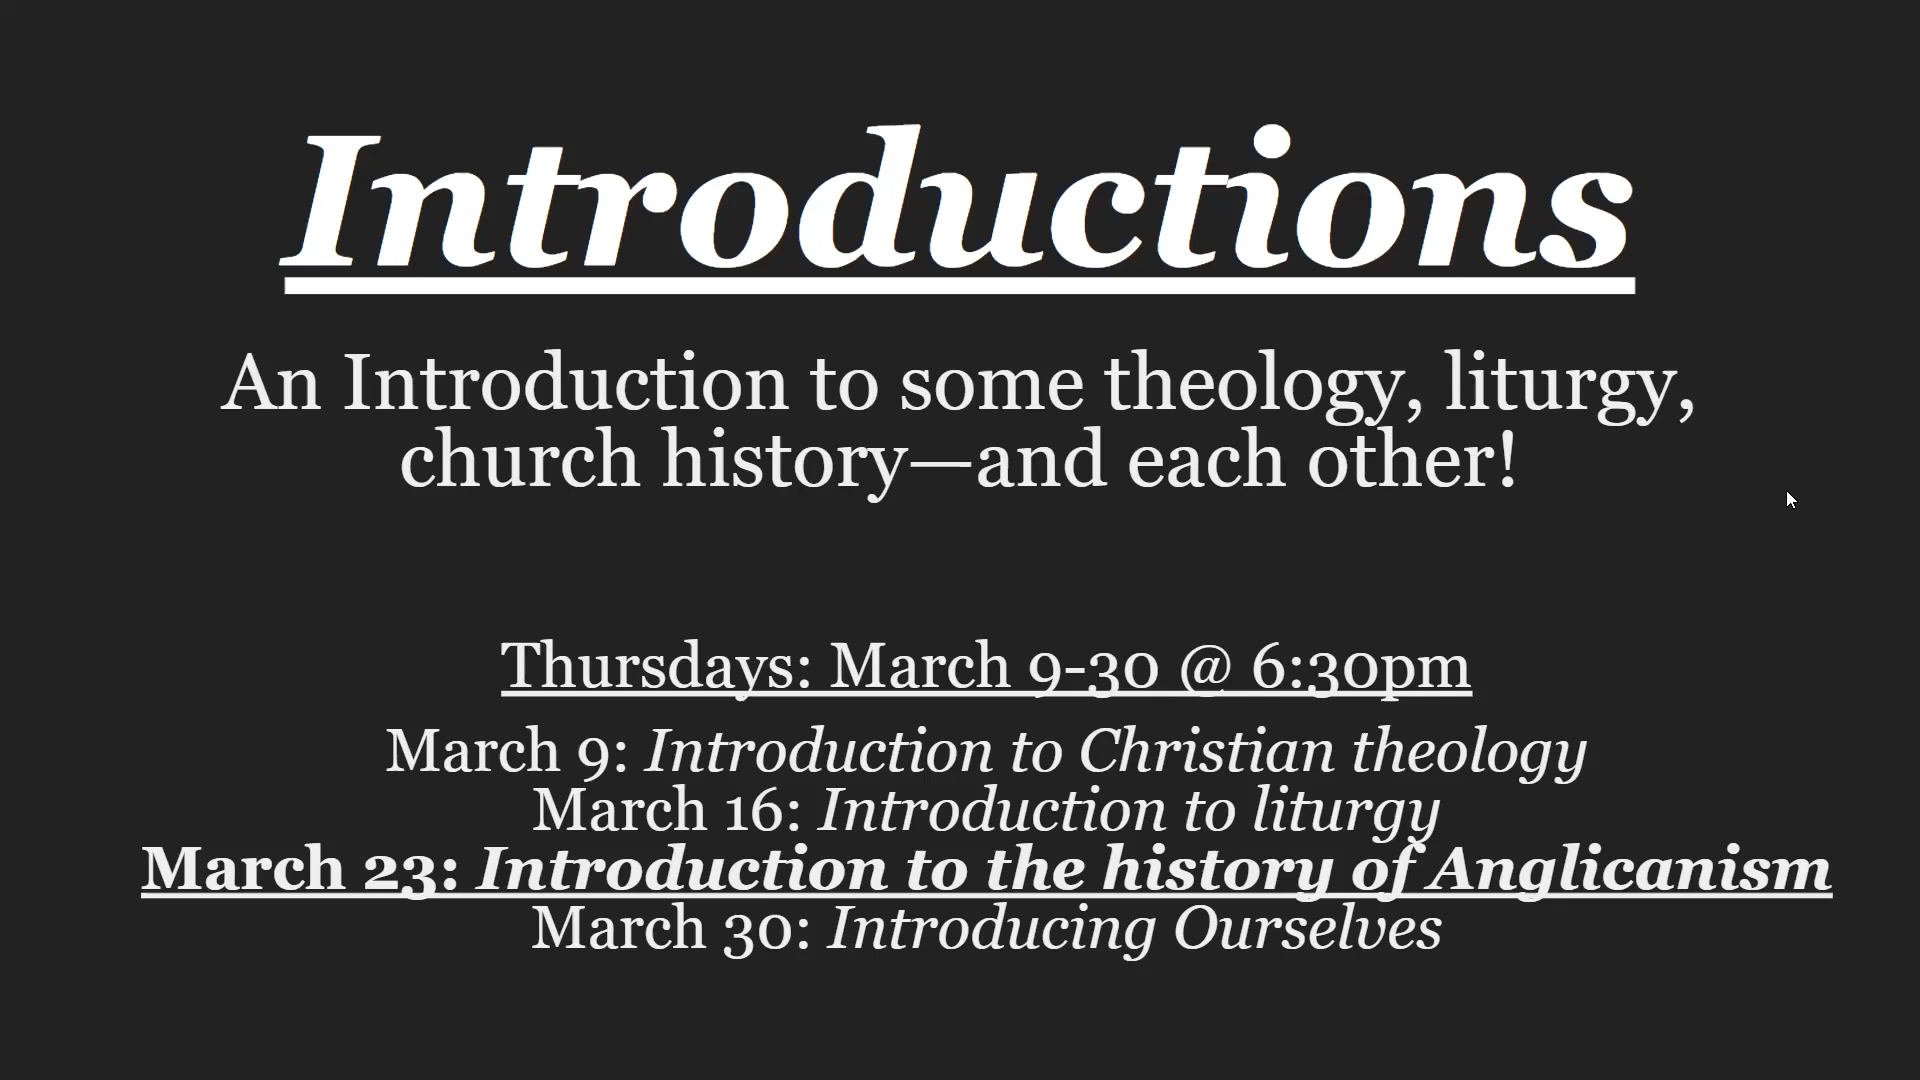 Introductions
An Introduction to some theology, liturgy,
church history—and each other!
Thursdays: March 9-30 @ 6:30pm
March 9: Introduction to Christian theology
March 16: Introduction to liturgy
March 23: Introduction to the history of Anglicanism
March 30: Introducing Ourselves